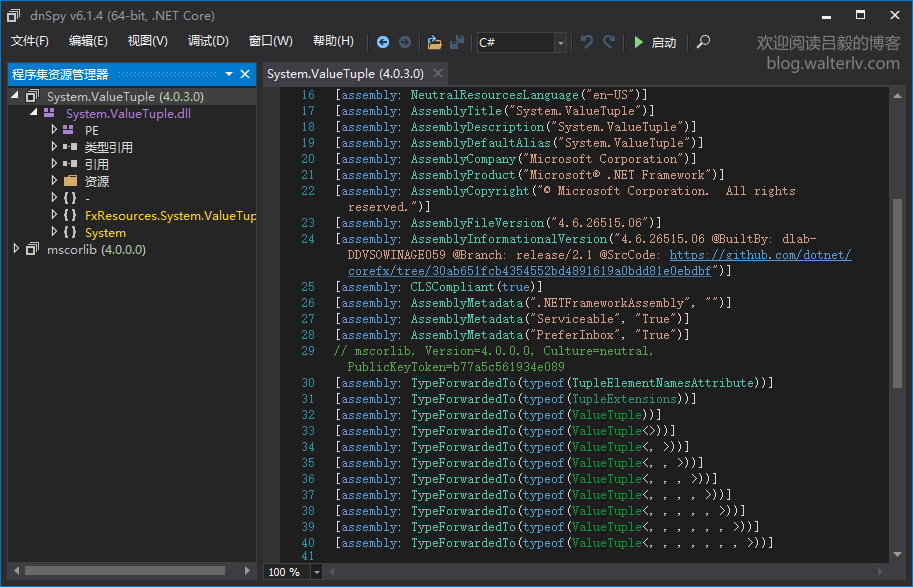 dnSpy v6.1.4 (64-bit, .NET Core)
文件(F) 编辑(E) 视图(V) 调试(D) 窗口(W) 帮助(H) C# 启动
欢迎阅读吕毅的博客
blog.walterlv.com
程序集资源管理器
System.ValueTuple (4.0.3.0)
System.ValueTuple.dll
PE
类型引用
引用
资源
{ } -
{ } FxResources.System.ValueTup
{ } System
mscorlib (4.0.0.0)
System.ValueTuple (4.0.3.0)
16 [assembly: NeutralResourcesLanguage("en-US")]
17 [assembly: AssemblyTitle("System.ValueTuple")]
18 [assembly: AssemblyDescription("System.ValueTuple")]
19 [assembly: AssemblyDefaultAlias("System.ValueTuple")]
20 [assembly: AssemblyCompany("Microsoft Corporation")]
21 [assembly: AssemblyProduct("Microsoft® .NET Framework")]
22 [assembly: AssemblyCopyright("© Microsoft Corporation.  All rights
reserved.")]
23 [assembly: AssemblyFileVersion("4.6.26515.06")]
24 [assembly: AssemblyInformationalVersion("4.6.26515.06 @BuiltBy: dlab-
DDVSOWINAGE059 @Branch: release/2.1 @SrcCode: https://github.com/dotnet/
corefx/tree/30ab651fcb4354552bd4891619a0bdd81e0ebdbf")]
25 [assembly: CLSCompliant(true)]
26 [assembly: AssemblyMetadata(".NETFrameworkAssembly", "")]
27 [assembly: AssemblyMetadata("Serviceable", "True")]
28 [assembly: AssemblyMetadata("PreferInbox", "True")]
29 // mscorlib, Version=4.0.0.0, Culture=neutral,
PublicKeyToken=b77a5c561934e089
30 [assembly: TypeForwardedTo(typeof(TupleElementNamesAttribute))]
31 [assembly: TypeForwardedTo(typeof(TupleExtensions))]
32 [assembly: TypeForwardedTo(typeof(ValueTuple))]
33 [assembly: TypeForwardedTo(typeof(ValueTuple<>))]
34 [assembly: TypeForwardedTo(typeof(ValueTuple<, >))]
35 [assembly: TypeForwardedTo(typeof(ValueTuple<, , >))]
36 [assembly: TypeForwardedTo(typeof(ValueTuple<, , , >))]
37 [assembly: TypeForwardedTo(typeof(ValueTuple<, , , , >))]
38 [assembly: TypeForwardedTo(typeof(ValueTuple<, , , , , >))]
39 [assembly: TypeForwardedTo(typeof(ValueTuple<, , , , , , >))]
40 [assembly: TypeForwardedTo(typeof(ValueTuple<, , , , , , , >))]
41
100 %